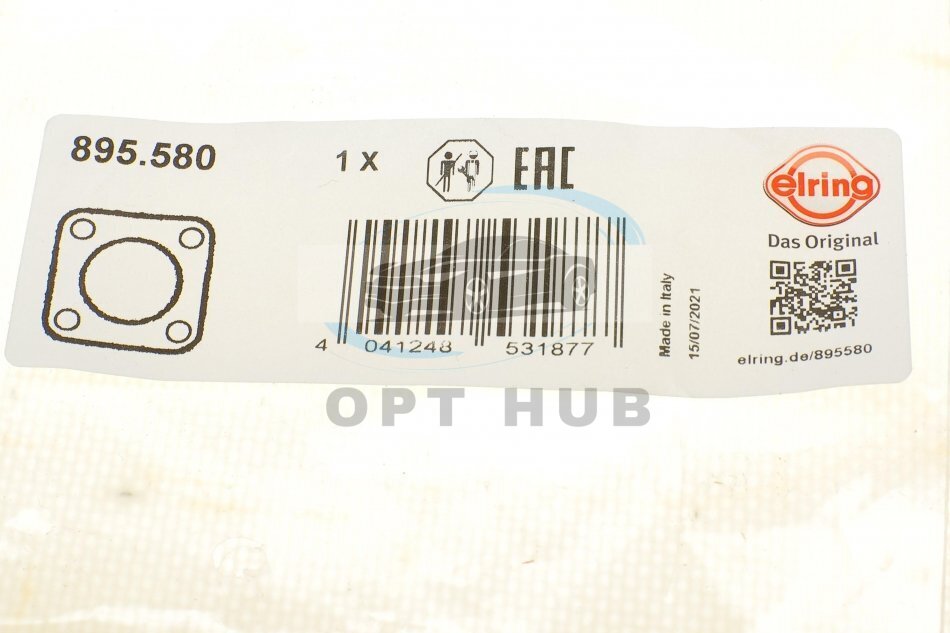 895.580
1 X
EAC
elring
Das Original
elring.de/895580
Made in Italy
15/07/2021
4 041248 531877
OPT HUB